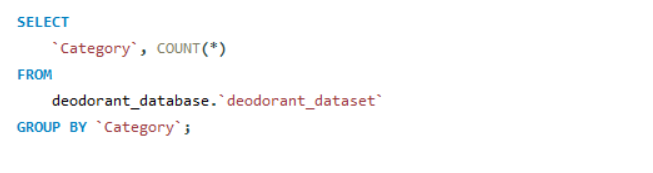 SELECT
`Category`, COUNT(*)
FROM
deodorant_database.`deodorant_dataset`
GROUP BY `Category`;